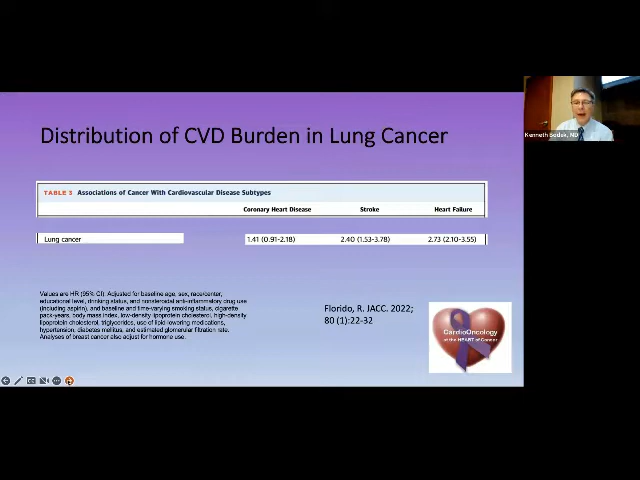 Distribution of CVD Burden in Lung Cancer
TABLE 3 Associations of Cancer With Cardiovascular Disease Subtypes
Coronary Heart Disease Stroke Heart Failure
Lung cancer 1.41 (0.91-2.18) 2.40 (1.53-3.78) 2.73 (2.10-3.55)
Values are HR (95% CI). Adjusted for baseline age, sex, race/center,
educational level, drinking status, and nonsteroidal anti-inflammatory drug use
(including aspirin), and baseline and time-varying smoking status, cigarette
pack-years, body mass index, low-density lipoprotein cholesterol, high-density
lipoprotein cholesterol, triglycerides, use of lipid-lowering medications,
hypertension, diabetes mellitus, and estimated glomerular filtration rate.
Analyses of breast cancer also adjust for hormone use.
Florido, R. JACC. 2022;
80 (1):22-32
CardioOncology
at the HEART of Cancer
Kenneth